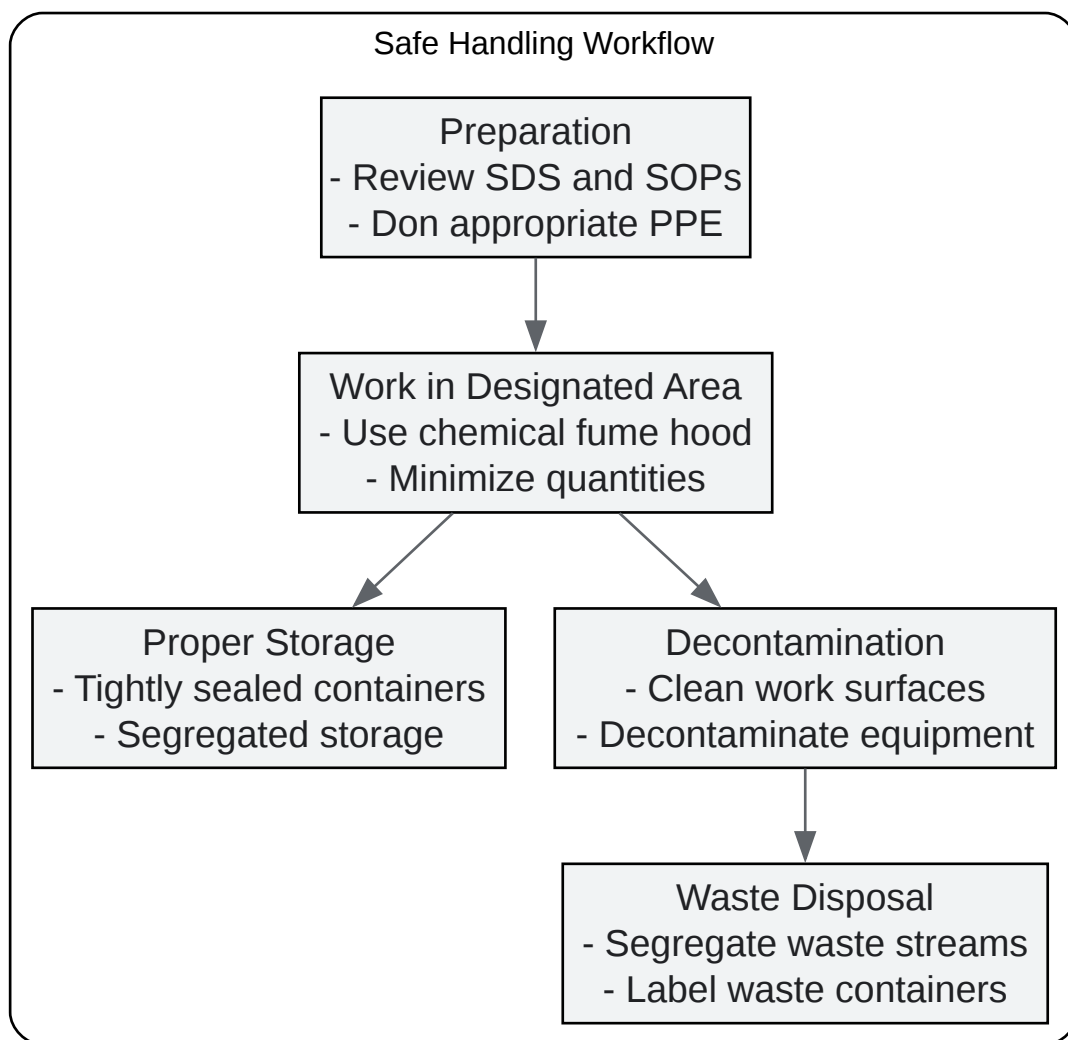 Safe Handling Workflow
Preparation
- Review SDS and SOPs
- Don appropriate PPE
Work in Designated Area
- Use chemical fume hood
- Minimize quantities
Proper Storage
- Tightly sealed containers
- Segregated storage
Decontamination
- Clean work surfaces
- Decontaminate equipment
Waste Disposal
- Segregate waste streams
- Label waste containers